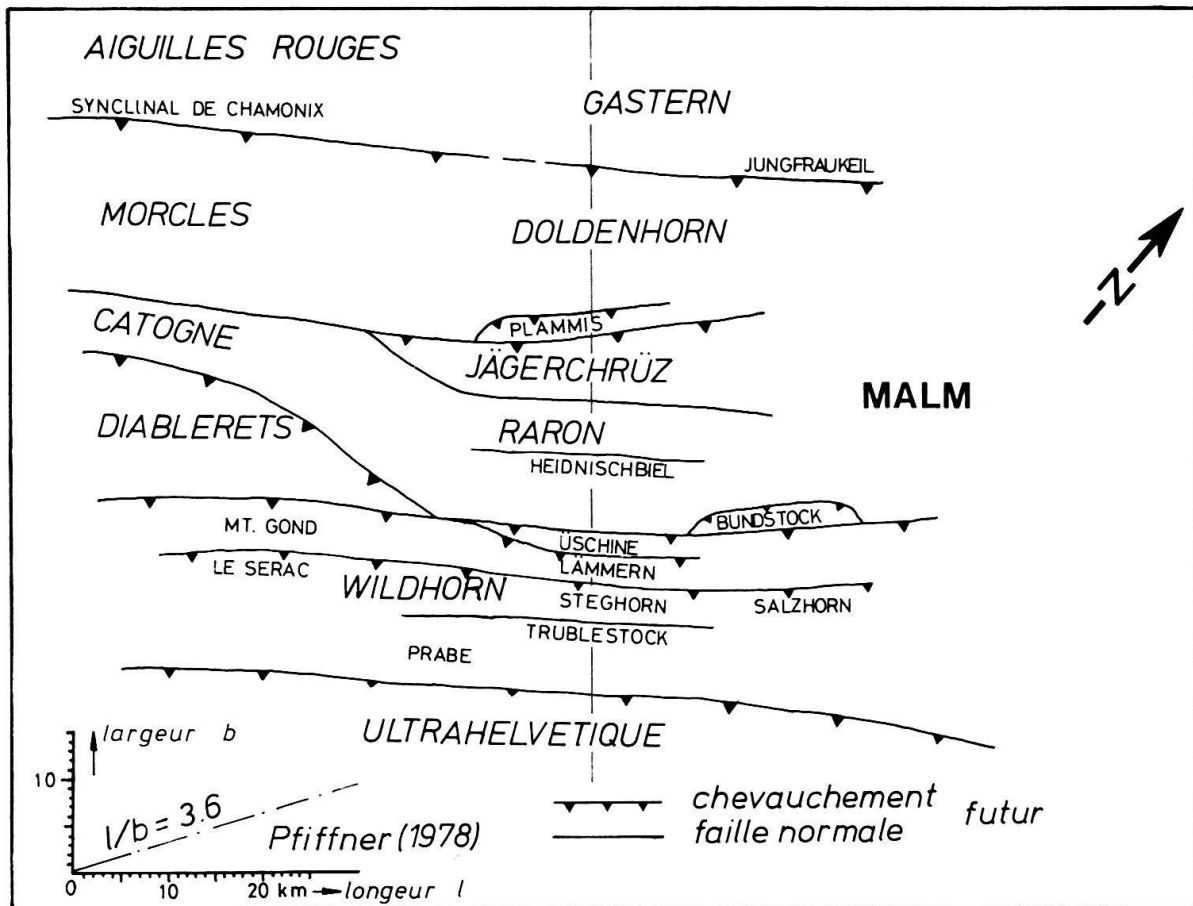 AIGUILLES ROUGES
GASTERN
SYNCLINAL DE CHAMONIX
JUNGFRAUKEIL
MORCLES
DOLDENHORN
N
CATOGNE
PLAMMIS
JÄGERCHRÜZ
MALM
DIABLERETS
RARON
HEIDNISCHBIEL
BUNDSTOCK
MT. GOND
ÜSCHINE
LE SERAC
LÄMMERN
WILDHORN
STEGHORN
SALZHORN
TRUBLESTOCK
PRABE
ULTRAHELVETIQUE
largeur b
10
l/b = 3.6
Pfiffner (1978)
0 10 20 km → longeur l
chevauchement
faille normale
futur